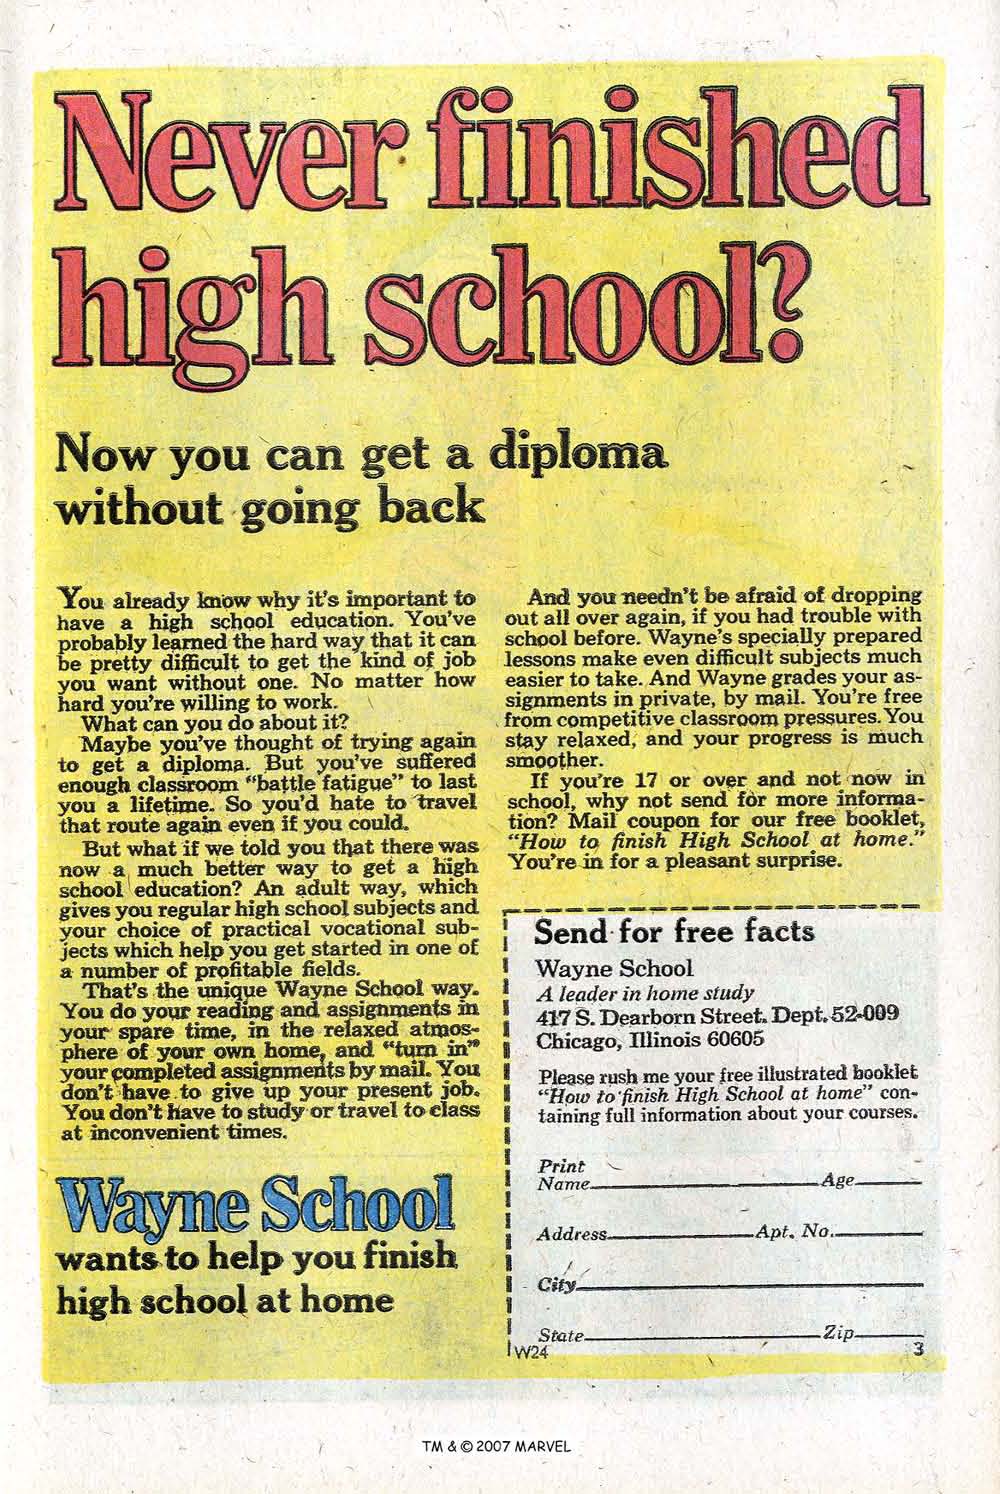 Never finished
high school?
Now you can get a diploma
without going back
You already know why it's important to
have a high school education. You've
probably learned the hard way that it can
be pretty difficult to get the kind of job
you want without one. No matter how
hard you're willing to work.
What can you do about it?
Maybe you've thought of trying again
to get a diploma. But you've suffered
enough classroom "battle fatigue" to last
you a lifetime. So you'd hate to travel
that route again even if you could.
But what if we told you that there was
now a much better way to get a high
school education? An adult way, which
gives you regular high school subjects and
your choice of practical vocational sub-
jects which help you get started in one of
a number of profitable fields.
That's the unique Wayne School way.
You do your reading and assignments in
your spare time, in the relaxed atmos-
phere of your own home, and "turn in"
your completed assignments by mail. You
don't have to give up your present job.
You don't have to study or travel to class
at inconvenient times.
Wayne School
wants to help you finish
high school at home
And you needn't be afraid of dropping
out all over again, if you had trouble with
school before. Wayne's specially prepared
lessons make even difficult subjects much
easier to take. And Wayne grades your as-
signments in private, by mail. You're free
from competitive classroom pressures. You
stay relaxed, and your progress is much
smoother.
If you're 17 or over and not now in
school, why not send for more informa-
tion? Mail coupon for our free booklet,
"How to finish High School at home."
You're in for a pleasant surprise.
Send for free facts
Wayne School
A leader in home study
417 S. Dearborn Street. Dept. 52-009
Chicago, Illinois 60605
Please rush me your free illustrated booklet
"How to finish High School at home" con-
taining full information about your courses.
Print
Name Age
Address Apt. No.
City
State Zip
W24 3
TM & © 2007 MARVEL